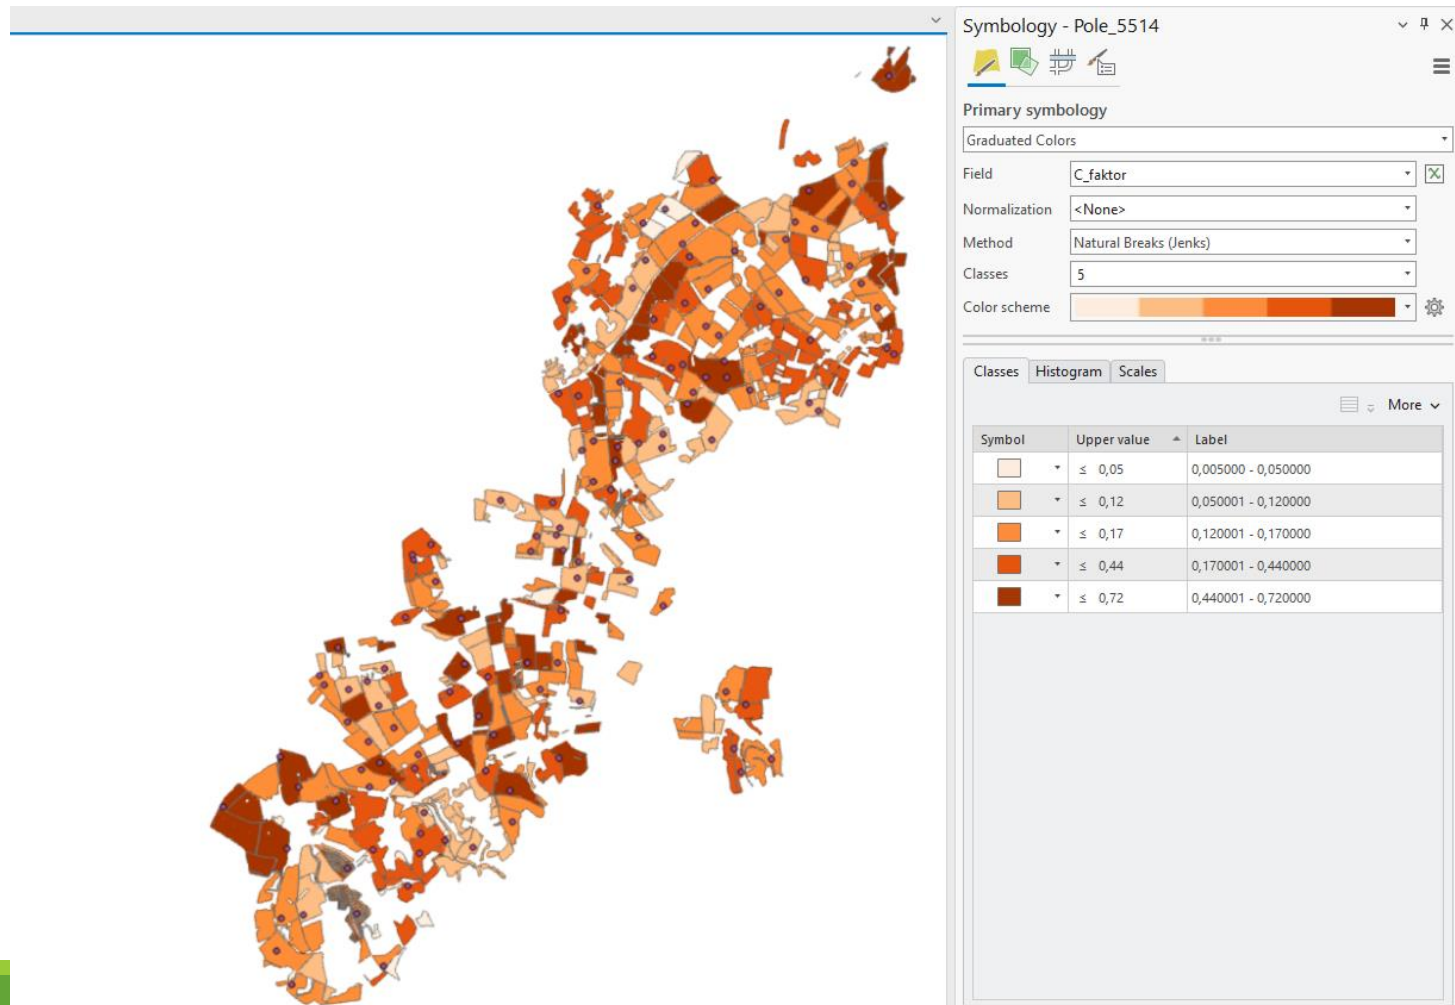 Symbology - Pole_5514
Primary symbology
Graduated Colors
Field C_faktor
Normalization <None>
Method Natural Breaks (Jenks)
Classes 5
Color scheme
Classes Histogram Scales
More
Symbol Upper value Label
≤ 0,05 0,005000 - 0,050000
≤ 0,12 0,050001 - 0,120000
≤ 0,17 0,120001 - 0,170000
≤ 0,44 0,170001 - 0,440000
≤ 0,72 0,440001 - 0,720000